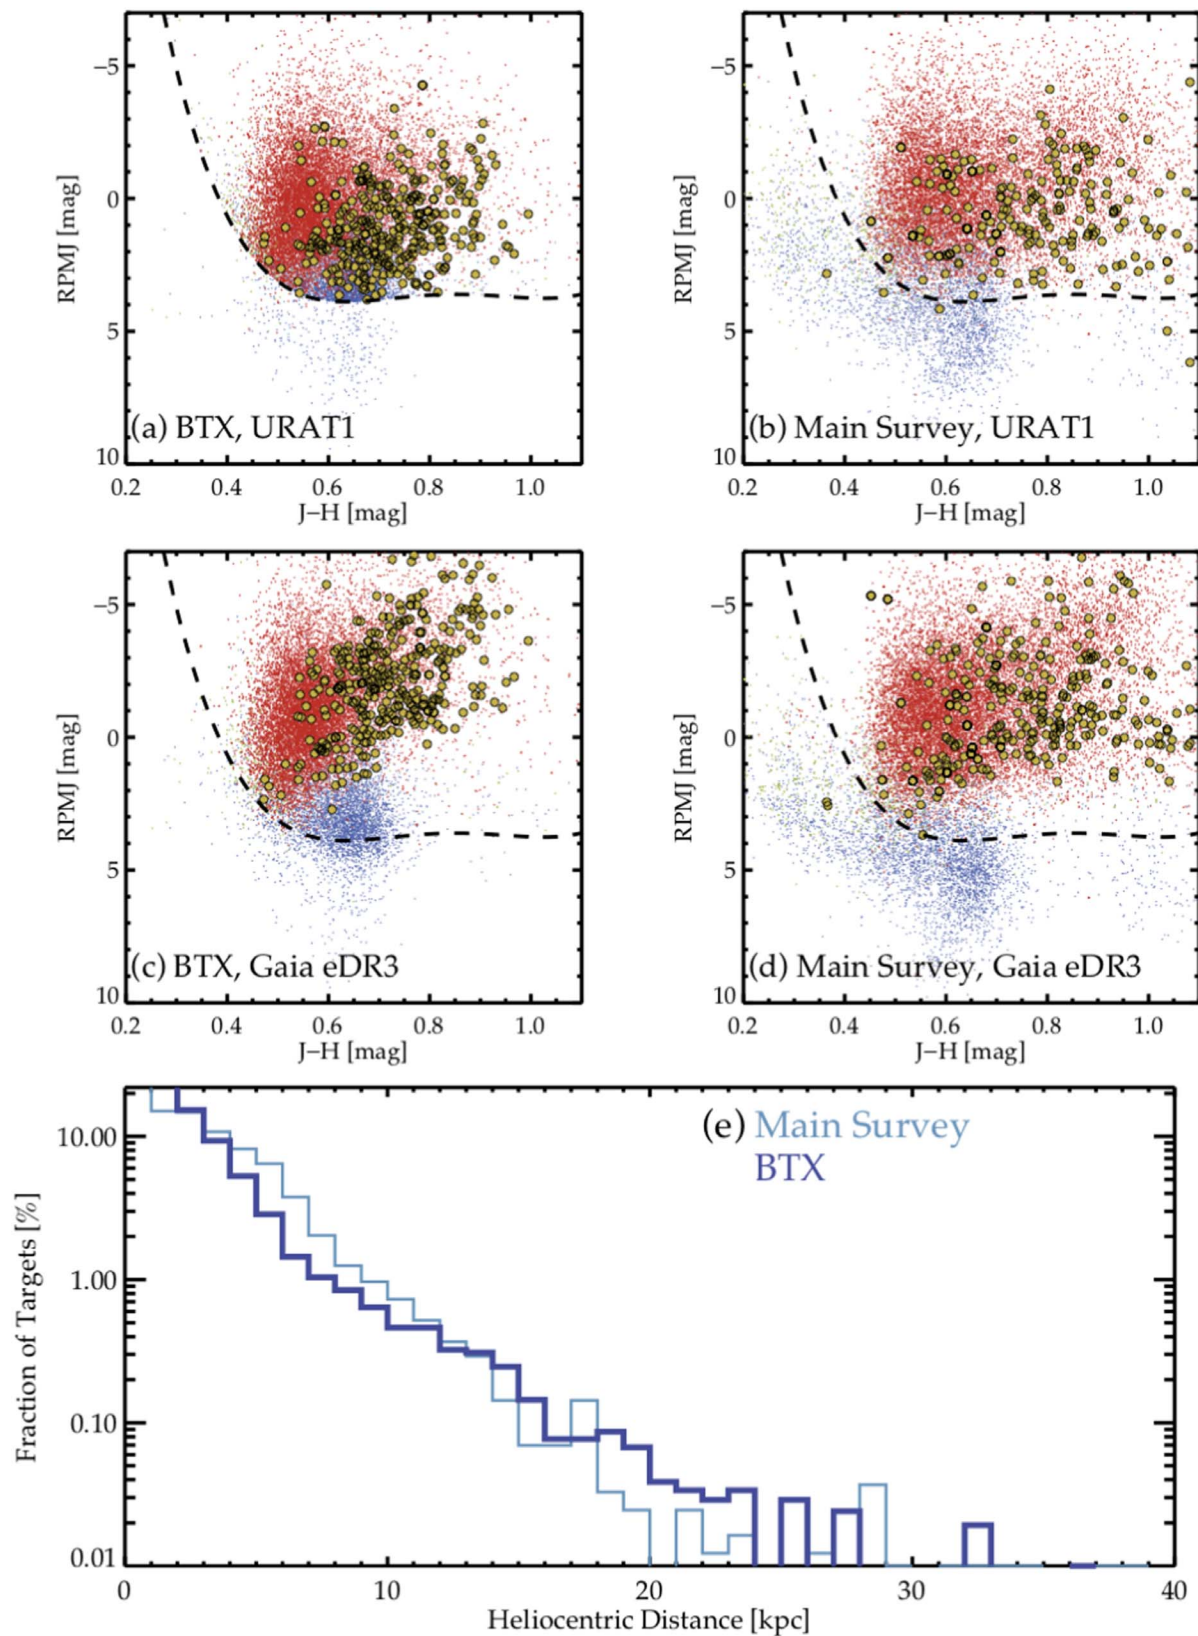 −5
0
5
10
RPMJ [mag]
(a) BTX, URAT1
0.2 0.4 0.6 0.8 1.0
J−H [mag]
−5
0
5
10
RPMJ [mag]
(b) Main Survey, URAT1
0.2 0.4 0.6 0.8 1.0
J−H [mag]
−5
0
5
10
RPMJ [mag]
(c) BTX, Gaia eDR3
0.2 0.4 0.6 0.8 1.0
J−H [mag]
−5
0
5
10
RPMJ [mag]
(d) Main Survey, Gaia eDR3
0.2 0.4 0.6 0.8 1.0
J−H [mag]
(e) Main Survey
BTX
10.00
1.00
0.10
0.01
Fraction of Targets [%]
0 10 20 30 40
Heliocentric Distance [kpc]